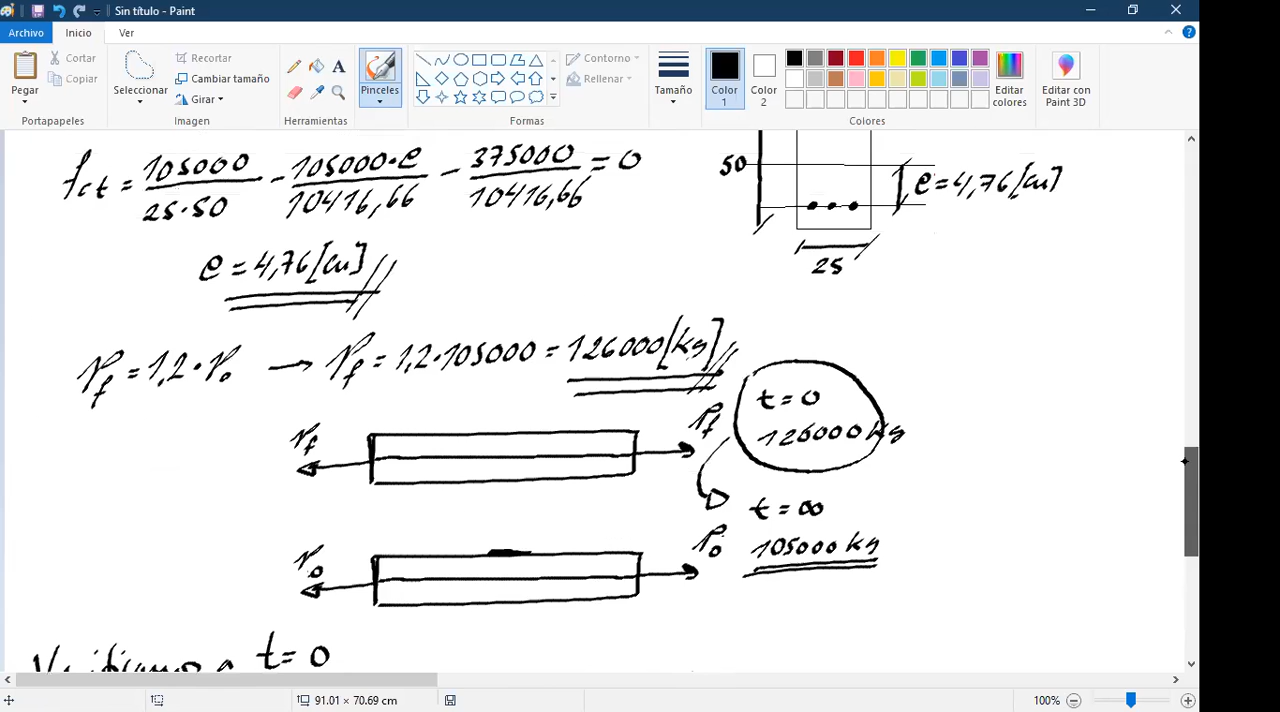 Sin título - Paint
Archivo Inicio Ver
Pegar
Cortar
Copiar
Portapapeles
Seleccionar
Recortar
Cambiar tamaño
Girar
Imagen
A
Herramientas
Pinceles
Contorno
Rellenar
Formas
Tamaño
Color 1
Color 2
Editar colores
Editar con Paint 3D
Colores
fct = 105000/25·50 - 105000·e/10416,66 - 375000/10416,66 = 0
50
e = 4,76 [cm]
25
e = 4,76 [cm]
Pf = 1,2·Po → Pf = 1,2·105000 = 126000 [kg]
t = 0
126000 kg
Pf Pf
t = ∞
105000 kg
Po Po
t = 0
91.01 × 70.69 cm
100%